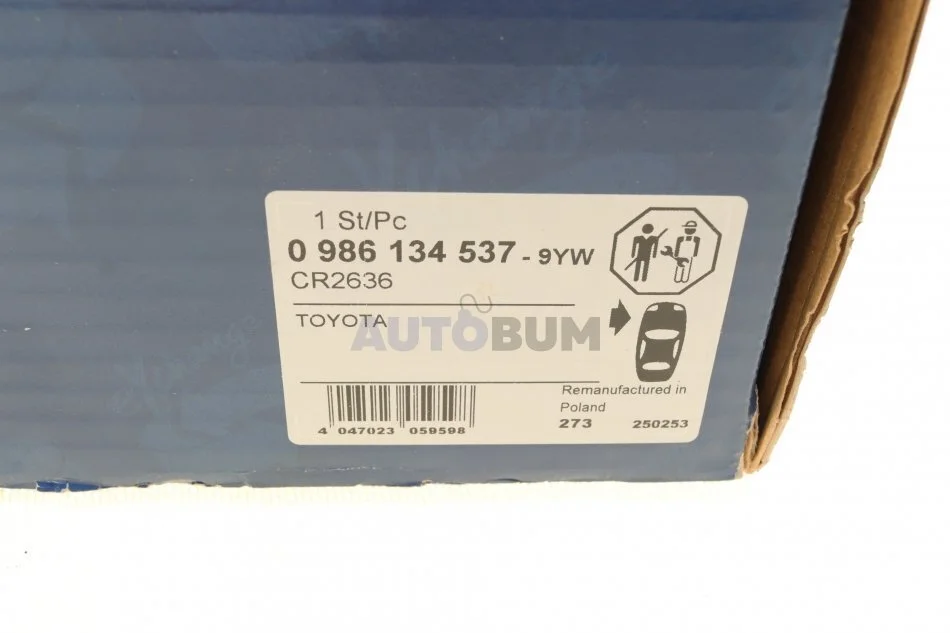 1 St/Pc
0 986 134 537 - 9YW
CR2636
TOYOTA
AUTOBUM
Remanufactured in
Poland
4 047023 059598
273 250253